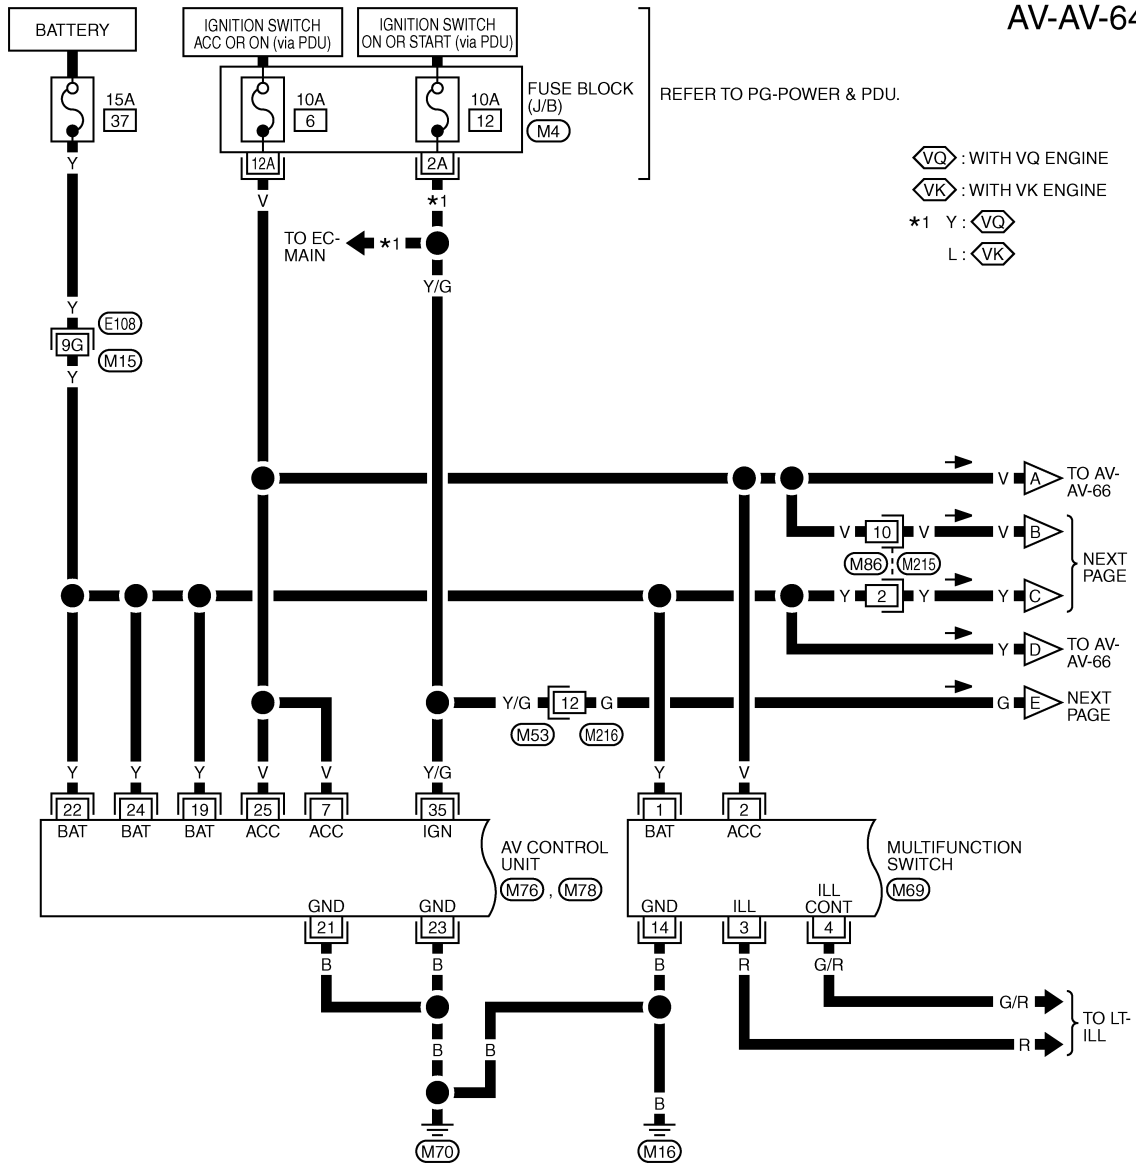 AV-AV-64
BATTERY
IGNITION SWITCH
ACC OR ON (via PDU)
IGNITION SWITCH
ON OR START (via PDU)
15A
37
10A
6
10A
12
FUSE BLOCK
(J/B)
M4
REFER TO PG-POWER & PDU.
12A
2A
Y
V
*1
VQ : WITH VQ ENGINE
VK : WITH VK ENGINE
*1 Y : VQ
L : VK
TO EC-
MAIN
*1
Y/G
Y
E108
9G
M15
Y
V
A
TO AV-
AV-66
V
10
V
V
B
M86
M215
NEXT
PAGE
Y
2
Y
Y
C
Y
D
TO AV-
AV-66
Y/G
12
G
G
E
NEXT
PAGE
M53
M216
Y
Y
Y
V
V
Y/G
Y
V
22
24
19
25
7
35
1
2
BAT
BAT
BAT
ACC
ACC
IGN
BAT
ACC
AV CONTROL
UNIT
M76 , M78
MULTIFUNCTION
SWITCH
M69
GND
GND
GND
ILL
ILL
CONT
21
23
14
3
4
B
B
B
R
G/R
G/R
TO LT-
ILL
R
B
B
B
M70
M16